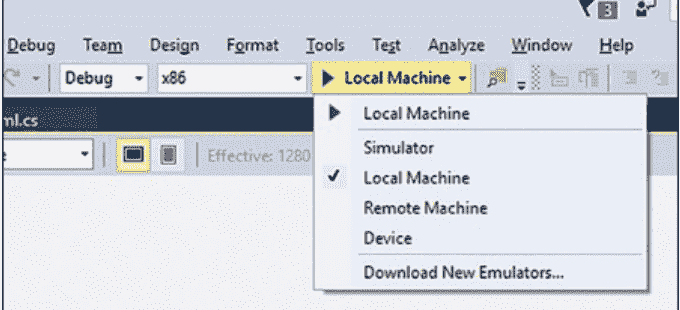 3
Debug Team Design Format Tools Test Analyze Window Help
Debug x86 Local Machine
Local Machine
ml.cs
Simulator
Effective: 1280
Local Machine
Remote Machine
Device
Download New Emulators...